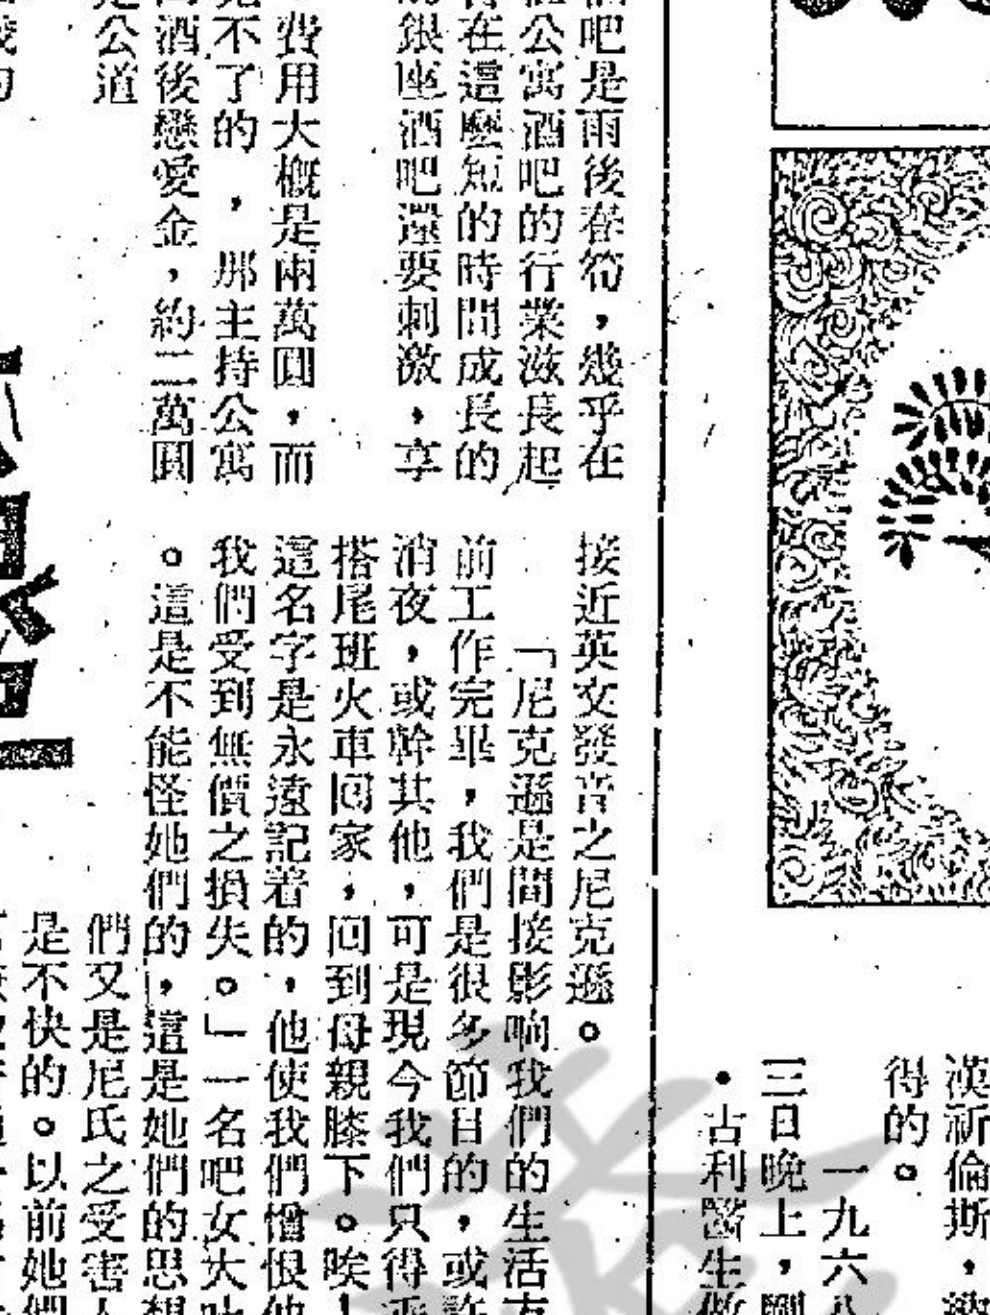 漢祈倫斯，
得的。
一九六八
三日晚上，
•古利醫生
吧是雨後春筍，幾乎在
公寓酒吧的行業滋長起
在這麼短的時間成長的
銀座酒吧還要刺激，享
費用大概是兩萬圓，而
不了的，那主持公寓
酒後戀愛金，約二萬圓
公道
接近英文發音之尼克遜。
「尼克遜是間接影响我們的生活
前工作完畢，我們是很多節目的，或許
消夜，或幹其他，可是現今我們只得乖
搭尾班火車回家，回到母親膝下。唉！
這名字是永遠記着的，他使我們憎恨他
我們受到無價之損失。」一名吧女大吐
。這是不能怪她們的，這是她們的思想
們又是尼氏之受害人
是不快的。以前她們